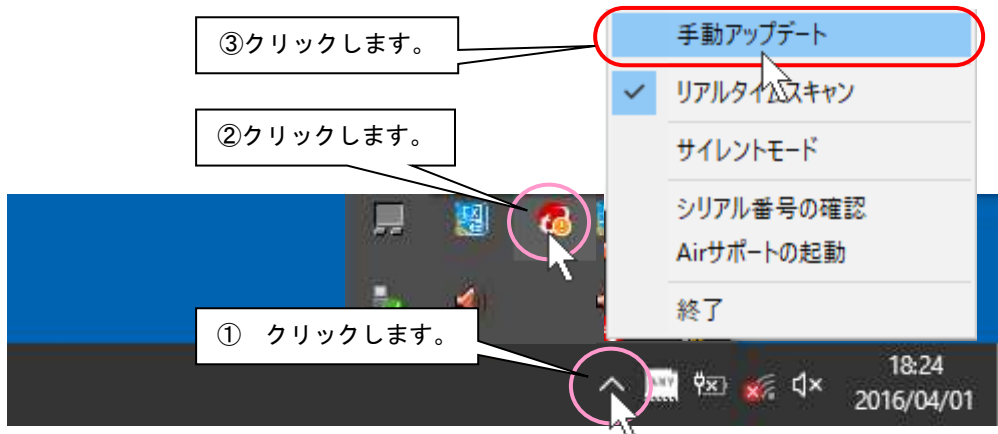 ③クリックします。
手動アップデート
リアルタイムスキャン
②クリックします。
サイレントモード
シリアル番号の確認
Airサポートの起動
終了
① クリックします。
18:24
2016/04/01